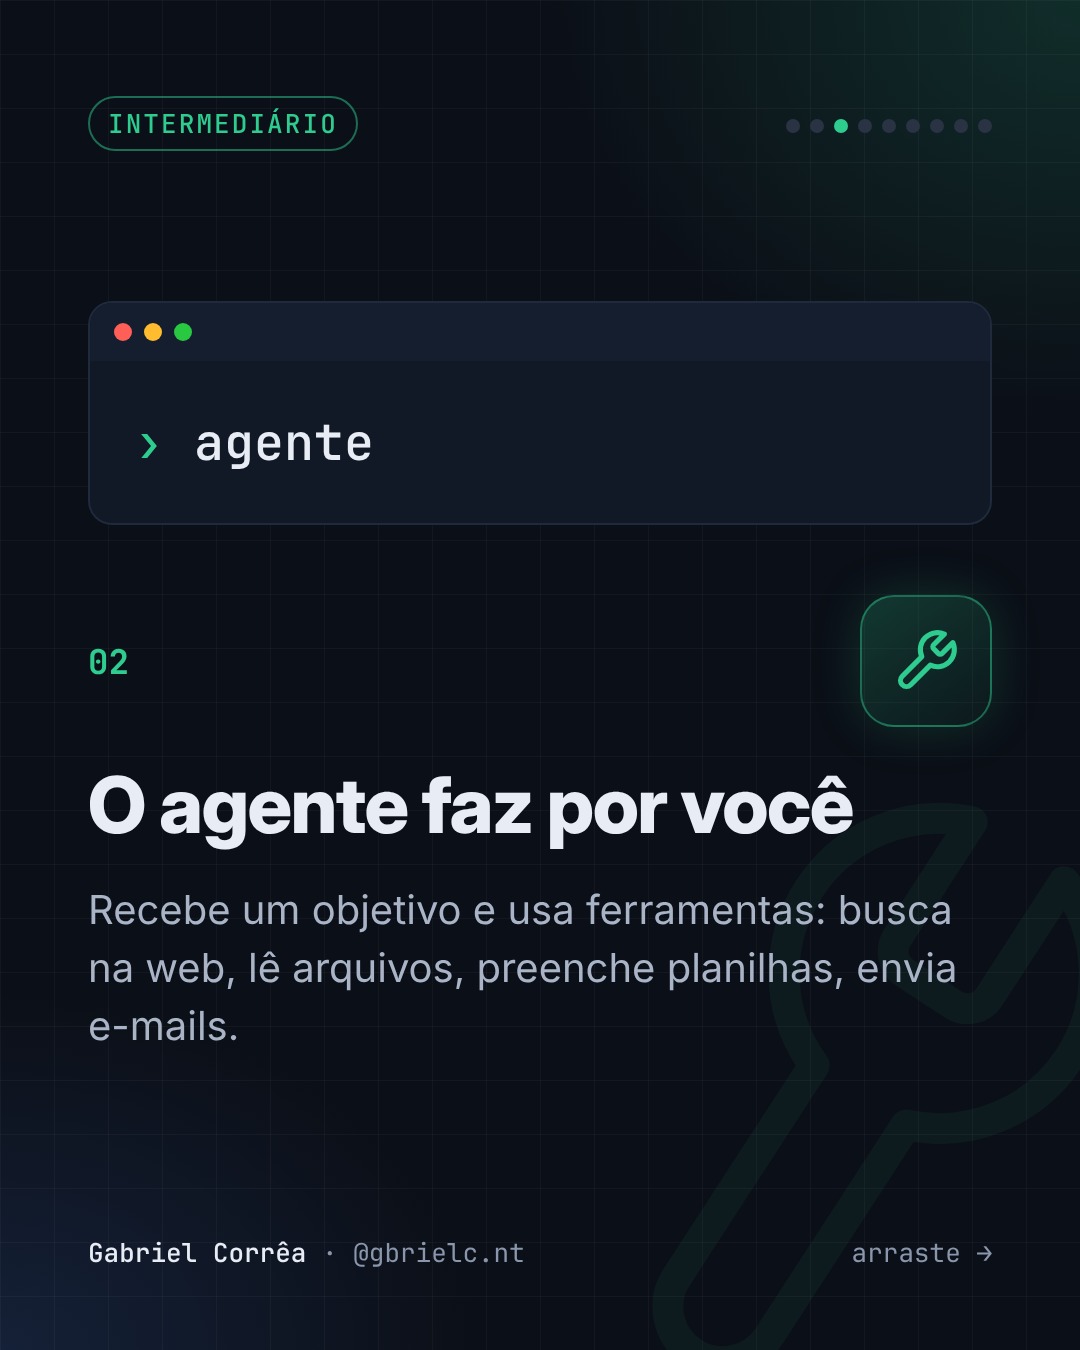 INTERMEDIÁRIO
› agente
02
O agente faz por você
Recebe um objetivo e usa ferramentas: busca
na web, lê arquivos, preenche planilhas, envia
e-mails.
Gabriel Corrêa · @gbrielc.nt
arraste →